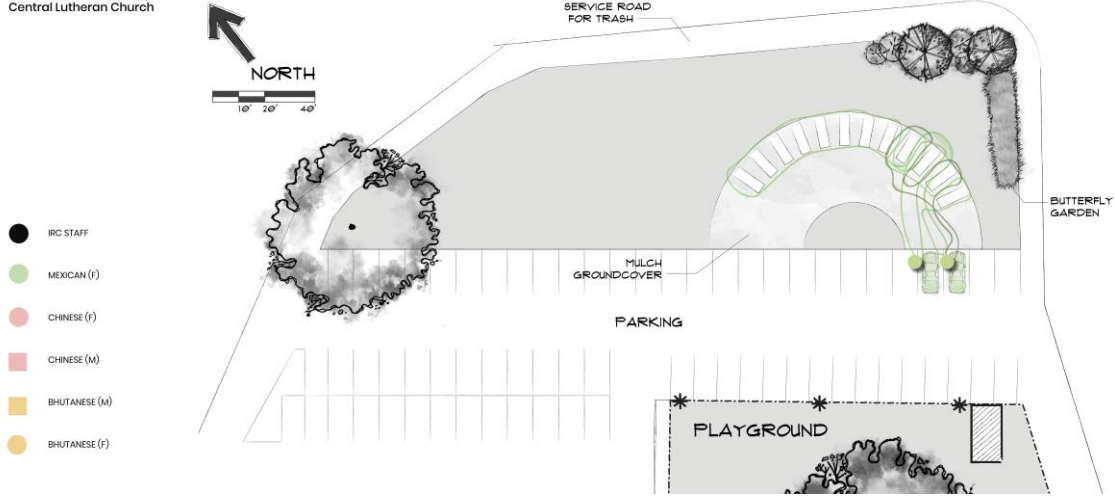 Central Lutheran Church
SERVICE ROAD
FOR TRASH
NORTH
10' 20' 40'
BUTTERFLY
GARDEN
IRC STAFF
MEXICAN (F)
MULCH
GROUNDCOVER
CHINESE (F)
PARKING
CHINESE (M)
BHUTANESE (M)
PLAYGROUND
BHUTANESE (F)